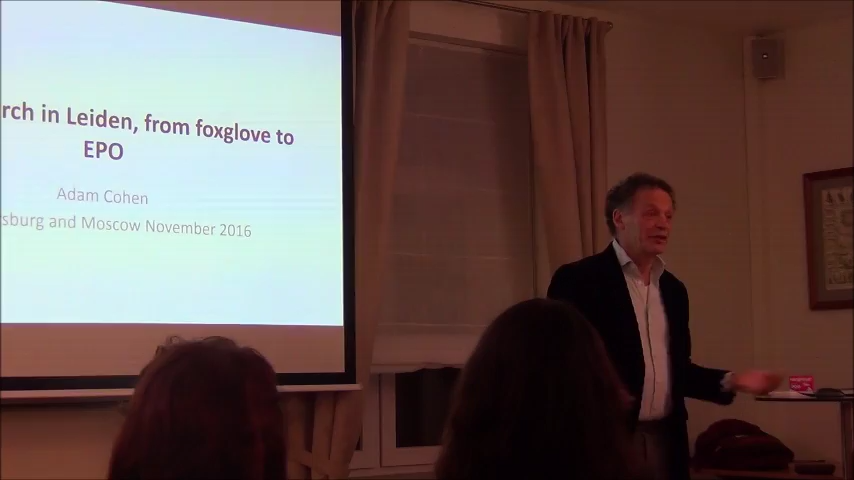 rch in Leiden, from foxglove to
EPO
Adam Cohen
sburg and Moscow November 2016